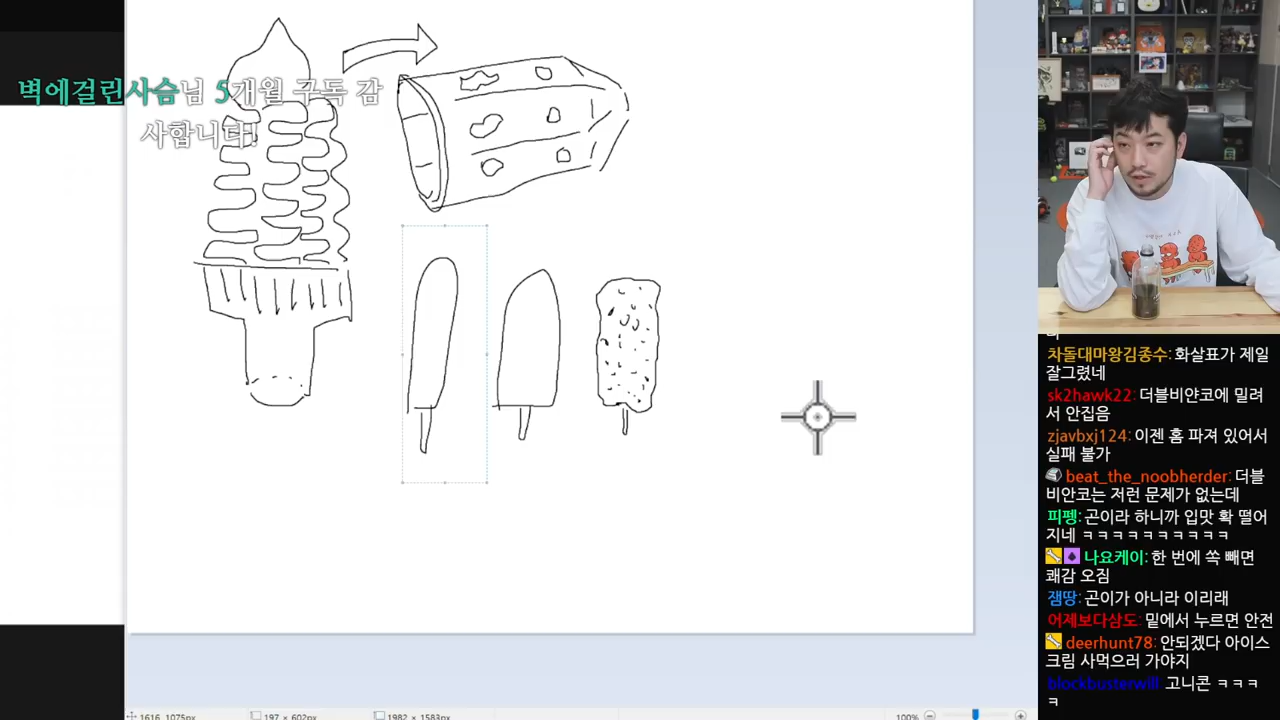 벽에걸린사슴님 5개월 구독 감
사합니다!
차돌대마왕김종수: 화살표가 제일
잘그렸네
sk2hawk22: 더블비얀코에 밀려
서 안집음
zjavbxj124: 이젠 홈 파져 있어서
실패 불가
beat_the_noobherder: 더블
비안코는 저런 문제가 없는데
피펭: 곤이라 하니까 입맛 확 떨어
지네 ㅋㅋㅋㅋㅋㅋㅋㅋㅋㅋ
나요케이: 한 번에 쏙 빼면
쾌감 오짐
잼땅: 곤이가 아니라 이리래
어제보다삼도: 밑에서 누르면 안전
deerhunt78: 안되겠다 아이스
크림 사먹으러 가야지
blockbusterwill: 고니콘 ㅋㅋㅋ
ㅋ
1616, 1075px 197 × 602px 1982 × 1583px 100%